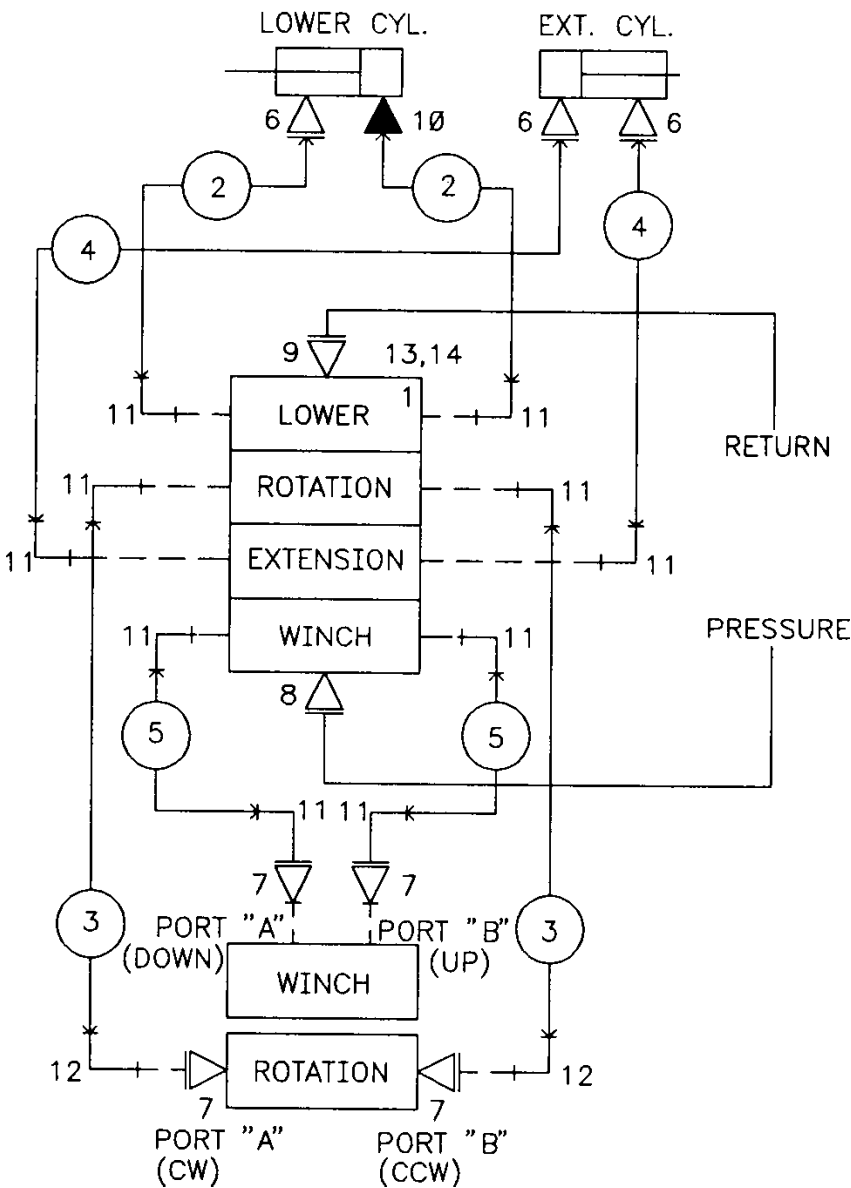 LOWER CYL.
EXT. CYL.
6
10
6
6
2
2
4
4
9
13,14
1
11
LOWER
11
RETURN
11
ROTATION
11
11
EXTENSION
11
11
WINCH
11
PRESSURE
8
5
5
11
11
7
7
3
3
PORT "A"
(DOWN)
PORT "B"
(UP)
WINCH
12
ROTATION
12
7
7
PORT "A"
(CW)
PORT "B"
(CCW)